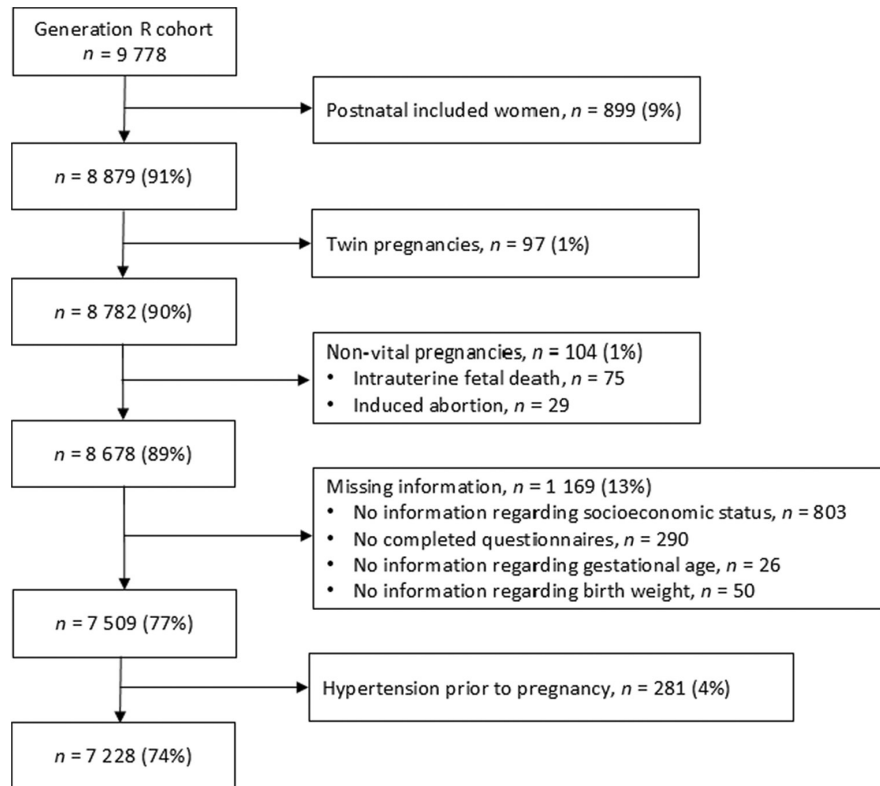 Generation R cohort
n = 9 778
Postnatal included women, n = 899 (9%)
n = 8 879 (91%)
Twin pregnancies, n = 97 (1%)
n = 8 782 (90%)
Non-vital pregnancies, n = 104 (1%)
• Intrauterine fetal death, n = 75
• Induced abortion, n = 29
n = 8 678 (89%)
Missing information, n = 1 169 (13%)
• No information regarding socioeconomic status, n = 803
• No completed questionnaires, n = 290
• No information regarding gestational age, n = 26
• No information regarding birth weight, n = 50
n = 7 509 (77%)
Hypertension prior to pregnancy, n = 281 (4%)
n = 7 228 (74%)